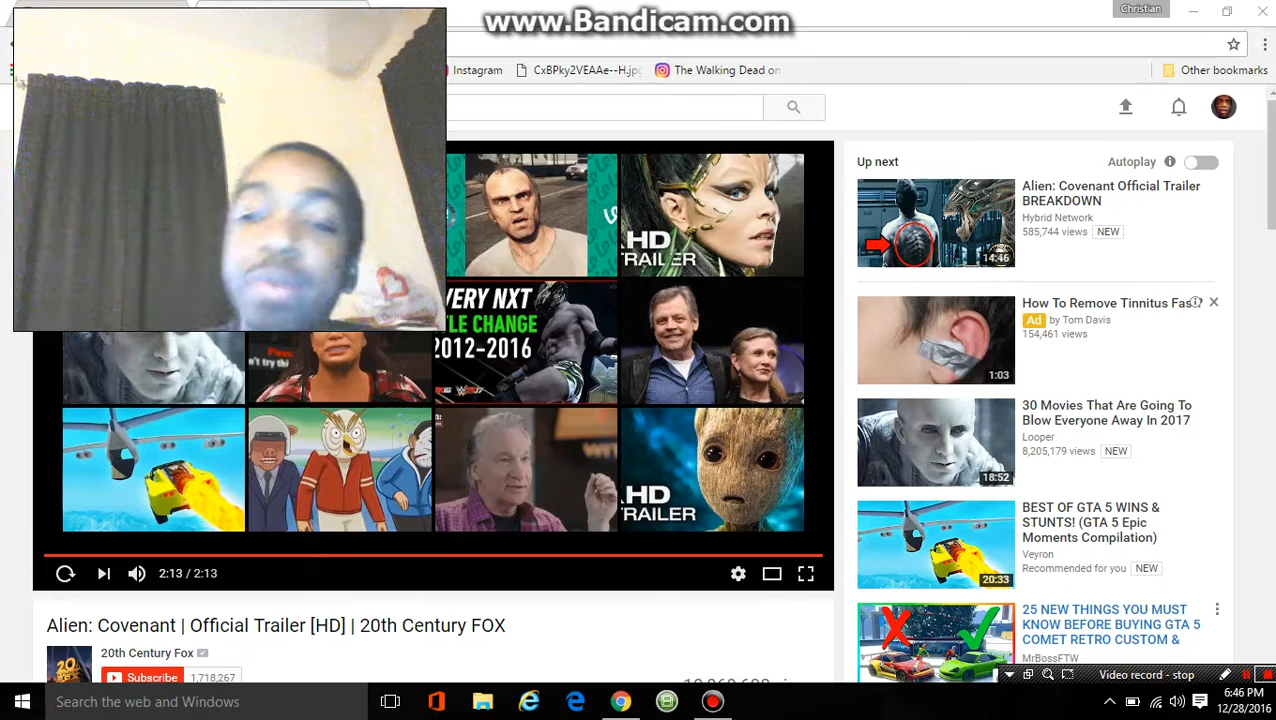 www.Bandicam.com
Christian
Instagram
CxBPky2VEAAe--H.jpg
The Walking Dead on
Other bookmarks
HD
TRAILER
VERY NXT
TLE CHANGE
2012-2016
HD
TRAILER
2:13 / 2:13
Alien: Covenant | Official Trailer [HD] | 20th Century FOX
20th Century Fox
Subscribe
1,718,267
Up next
Autoplay
Alien: Covenant Official Trailer
BREAKDOWN
Hybrid Network
585,744 views
NEW
14:46
How To Remove Tinnitus Fast?
Ad
by Tom Davis
154,461 views
1:03
30 Movies That Are Going To
Blow Everyone Away In 2017
Looper
8,205,179 views
NEW
18:52
BEST OF GTA 5 WINS &
STUNTS! (GTA 5 Epic
Moments Compilation)
Veyron
Recommended for you
NEW
20:33
25 NEW THINGS YOU MUST
KNOW BEFORE BUYING GTA 5
COMET RETRO CUSTOM &
MrBossFTW
Video record - stop
Search the web and Windows
6:46 PM
12/28/2016